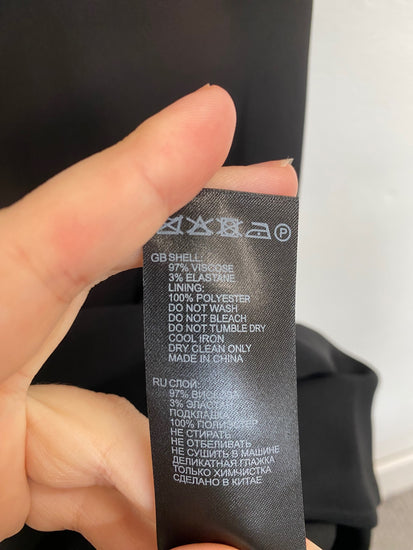 P
GB SHELL:
97% VISCOSE
3% ELASTANE
LINING:
100% POLYESTER
DO NOT WASH
DO NOT BLEACH
DO NOT TUMBLE DRY
COOL IRON
DRY CLEAN ONLY
MADE IN CHINA
RU СЛОЙ:
97% ВИСКОЗА
3% ЭЛАСТАН
ПОДКЛАДКА
100% ПОЛИЭСТЕР
НЕ СТИРАТЬ
НЕ ОТБЕЛИВАТЬ
НЕ СУШИТЬ В МАШИНЕ
ДЕЛИКАТНАЯ ГЛАЖКА
ТОЛЬКО ХИМЧИСТКА
СДЕЛАНО В КИТАЕ